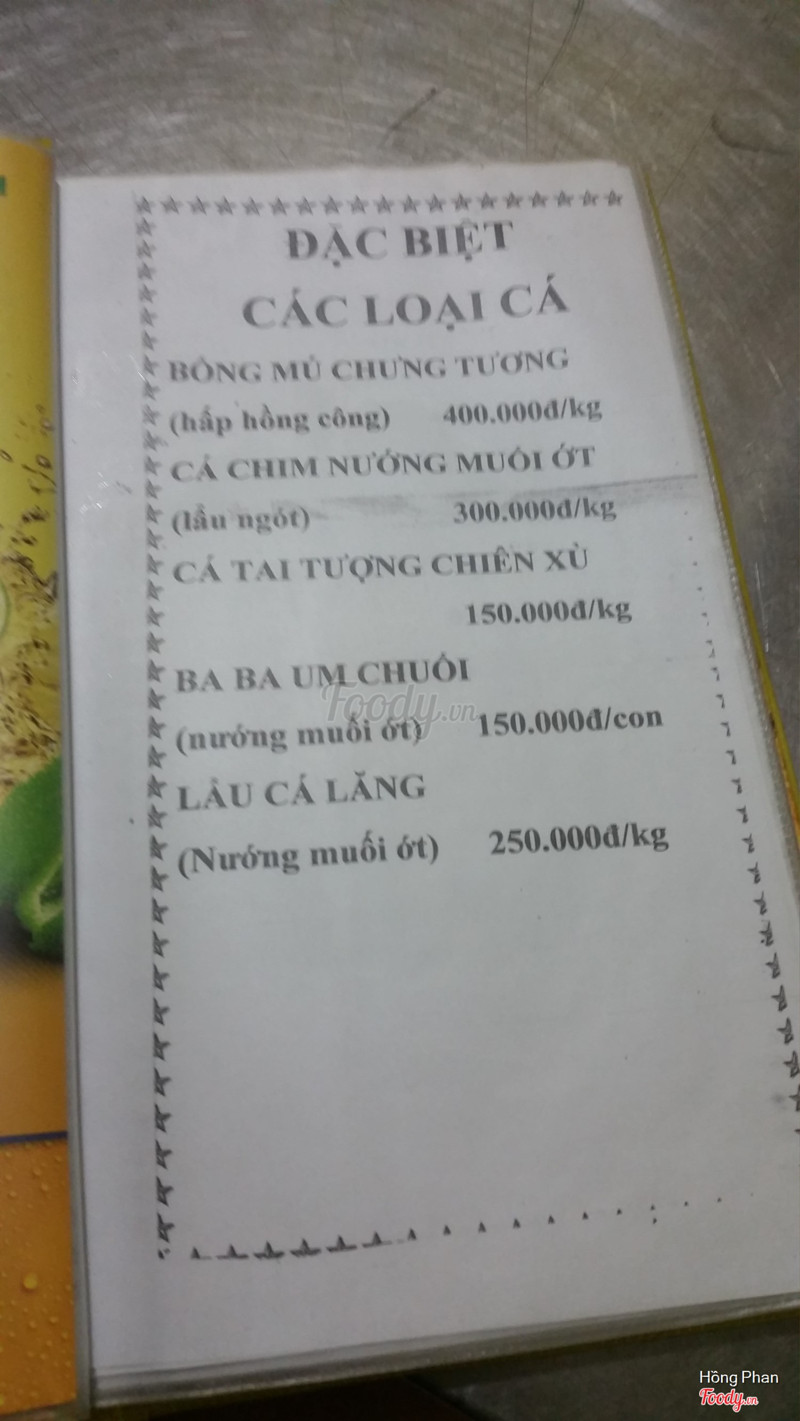 ĐẶC BIỆT
CÁC LOẠI CÁ
BÔNG MÚ CHƯNG TƯƠNG
(hấp hồng công) 400.000đ/kg
CÁ CHIM NƯỚNG MUỐI ỚT
(lẩu ngót) 300.000đ/kg
CÁ TAI TƯỢNG CHIÊN XÙ
150.000đ/kg
BA BA UM CHUỐI
(nướng muối ớt) 150.000đ/con
LẨU CÁ LĂNG
(Nướng muối ớt) 250.000đ/kg
Foody.vn
Hồng Phan
Foody.vn